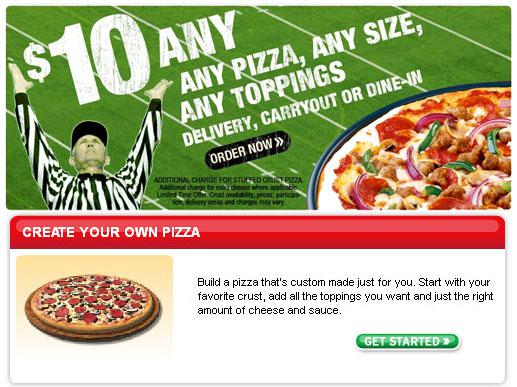 $10 ANY
ANY PIZZA, ANY SIZE,
ANY TOPPINGS
DELIVERY, CARRYOUT OR DINE-IN
ORDER NOW »
ADDITIONAL CHARGE FOR STUFFED CRUST PIZZA.
Additional charge for extra cheese where applicable.
Limited Time Offer. Crust availability, prices, participa-
tion, delivery areas and charges may vary.
CREATE YOUR OWN PIZZA
Build a pizza that's custom made just for you. Start with your
favorite crust, add all the toppings you want and just the right
amount of cheese and sauce.
GET STARTED »